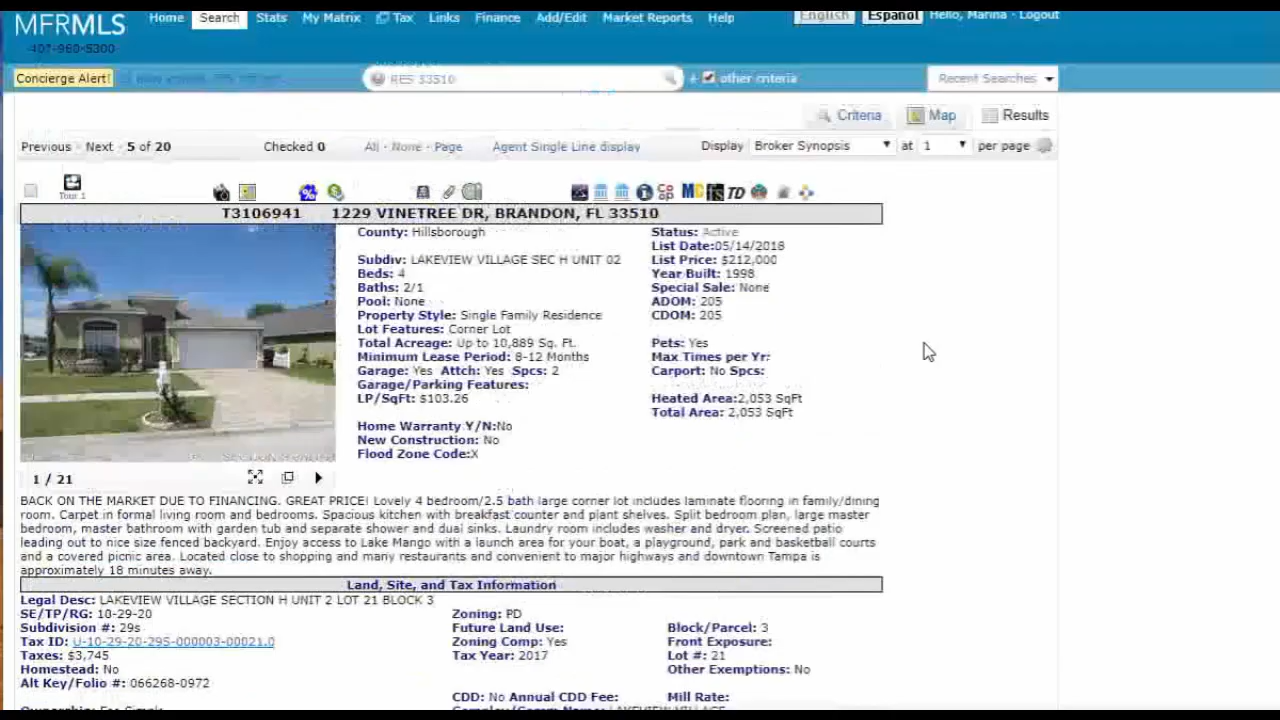 MFRMLS
Home Search Stats My Matrix Tax Links Finance Add/Edit Market Reports Help English Español Hello, Marina - Logout
Concierge Alert! RES 33510 other criteria Recent Searches
Criteria Map Results
Previous · Next · 5 of 20 Checked 0 All · None · Page Agent Single Line display Display Broker Synopsis at 1 per page
Tour 1
TD
T3106941 1229 VINETREE DR, BRANDON, FL 33510
County: Hillsborough Status: Active
List Date:05/14/2018
Subdiv: LAKEVIEW VILLAGE SEC H UNIT 02 List Price: $212,000
Beds: 4 Year Built: 1998
Baths: 2/1 Special Sale: None
Pool: None ADOM: 205
Property Style: Single Family Residence CDOM: 205
Lot Features: Corner Lot
Total Acreage: Up to 10,889 Sq. Ft. Pets: Yes
Minimum Lease Period: 8-12 Months Max Times per Yr:
Garage: Yes Attch: Yes Spcs: 2 Carport: No Spcs:
Garage/Parking Features:
LP/SqFt: $103.26 Heated Area:2,053 SqFt
Total Area: 2,053 SqFt
Home Warranty Y/N:No
New Construction: No
Flood Zone Code:X
1 / 21
BACK ON THE MARKET DUE TO FINANCING. GREAT PRICE! Lovely 4 bedroom/2.5 bath large corner lot includes laminate flooring in family/dining
room. Carpet in formal living room and bedrooms. Spacious kitchen with breakfast counter and plant shelves. Split bedroom plan, large master
bedroom, master bathroom with garden tub and separate shower and dual sinks. Laundry room includes washer and dryer. Screened patio
leading out to nice size fenced backyard. Enjoy access to Lake Mango with a launch area for your boat, a playground, park and basketball courts
and a covered picnic area. Located close to shopping and many restaurants and convenient to major highways and downtown Tampa is
approximately 18 minutes away.
Land, Site, and Tax Information
Legal Desc: LAKEVIEW VILLAGE SECTION H UNIT 2 LOT 21 BLOCK 3
SE/TP/RG: 10-29-20 Zoning: PD
Subdivision #: 29s Future Land Use: Block/Parcel: 3
Tax ID: U-10-29-20-29S-000003-00021.0 Zoning Comp: Yes Front Exposure:
Taxes: $3,745 Tax Year: 2017 Lot #: 21
Homestead: No Other Exemptions: No
Alt Key/Folio #: 066268-0972
CDD: No Annual CDD Fee: Mill Rate: